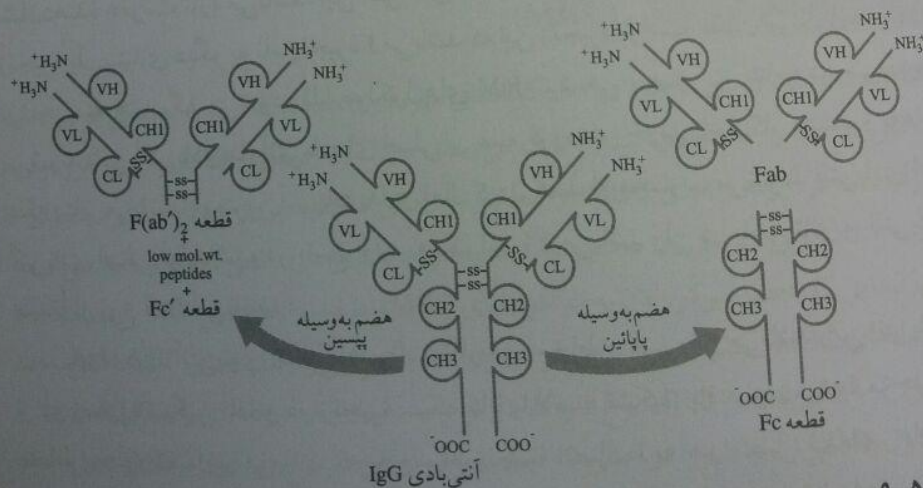 ⁺H₃N
⁺H₃N
VH
VL
CH1
CL
SS
NH₃⁺
NH₃⁺
VH
VL
CH1
CL
ss
ss
قطعه F(ab')₂
+
low mol.wt.
peptides
+
قطعه Fc'
هضم به‌وسیله
پپسین
⁺H₃N
⁺H₃N
VH
VL
CH1
CL
SS
NH₃⁺
NH₃⁺
VH
VL
CH1
CL
SS
ss
ss
CH2
CH2
CH3
CH3
⁻OOC
COO⁻
آنتی‌بادی IgG
هضم به‌وسیله
پاپائین
⁺H₃N
⁺H₃N
VH
VL
CH1
CL
SS
NH₃⁺
NH₃⁺
VH
VL
CH1
CL
SS
Fab
ss
ss
CH2
CH2
CH3
CH3
⁻OOC
COO⁻
قطعه Fc